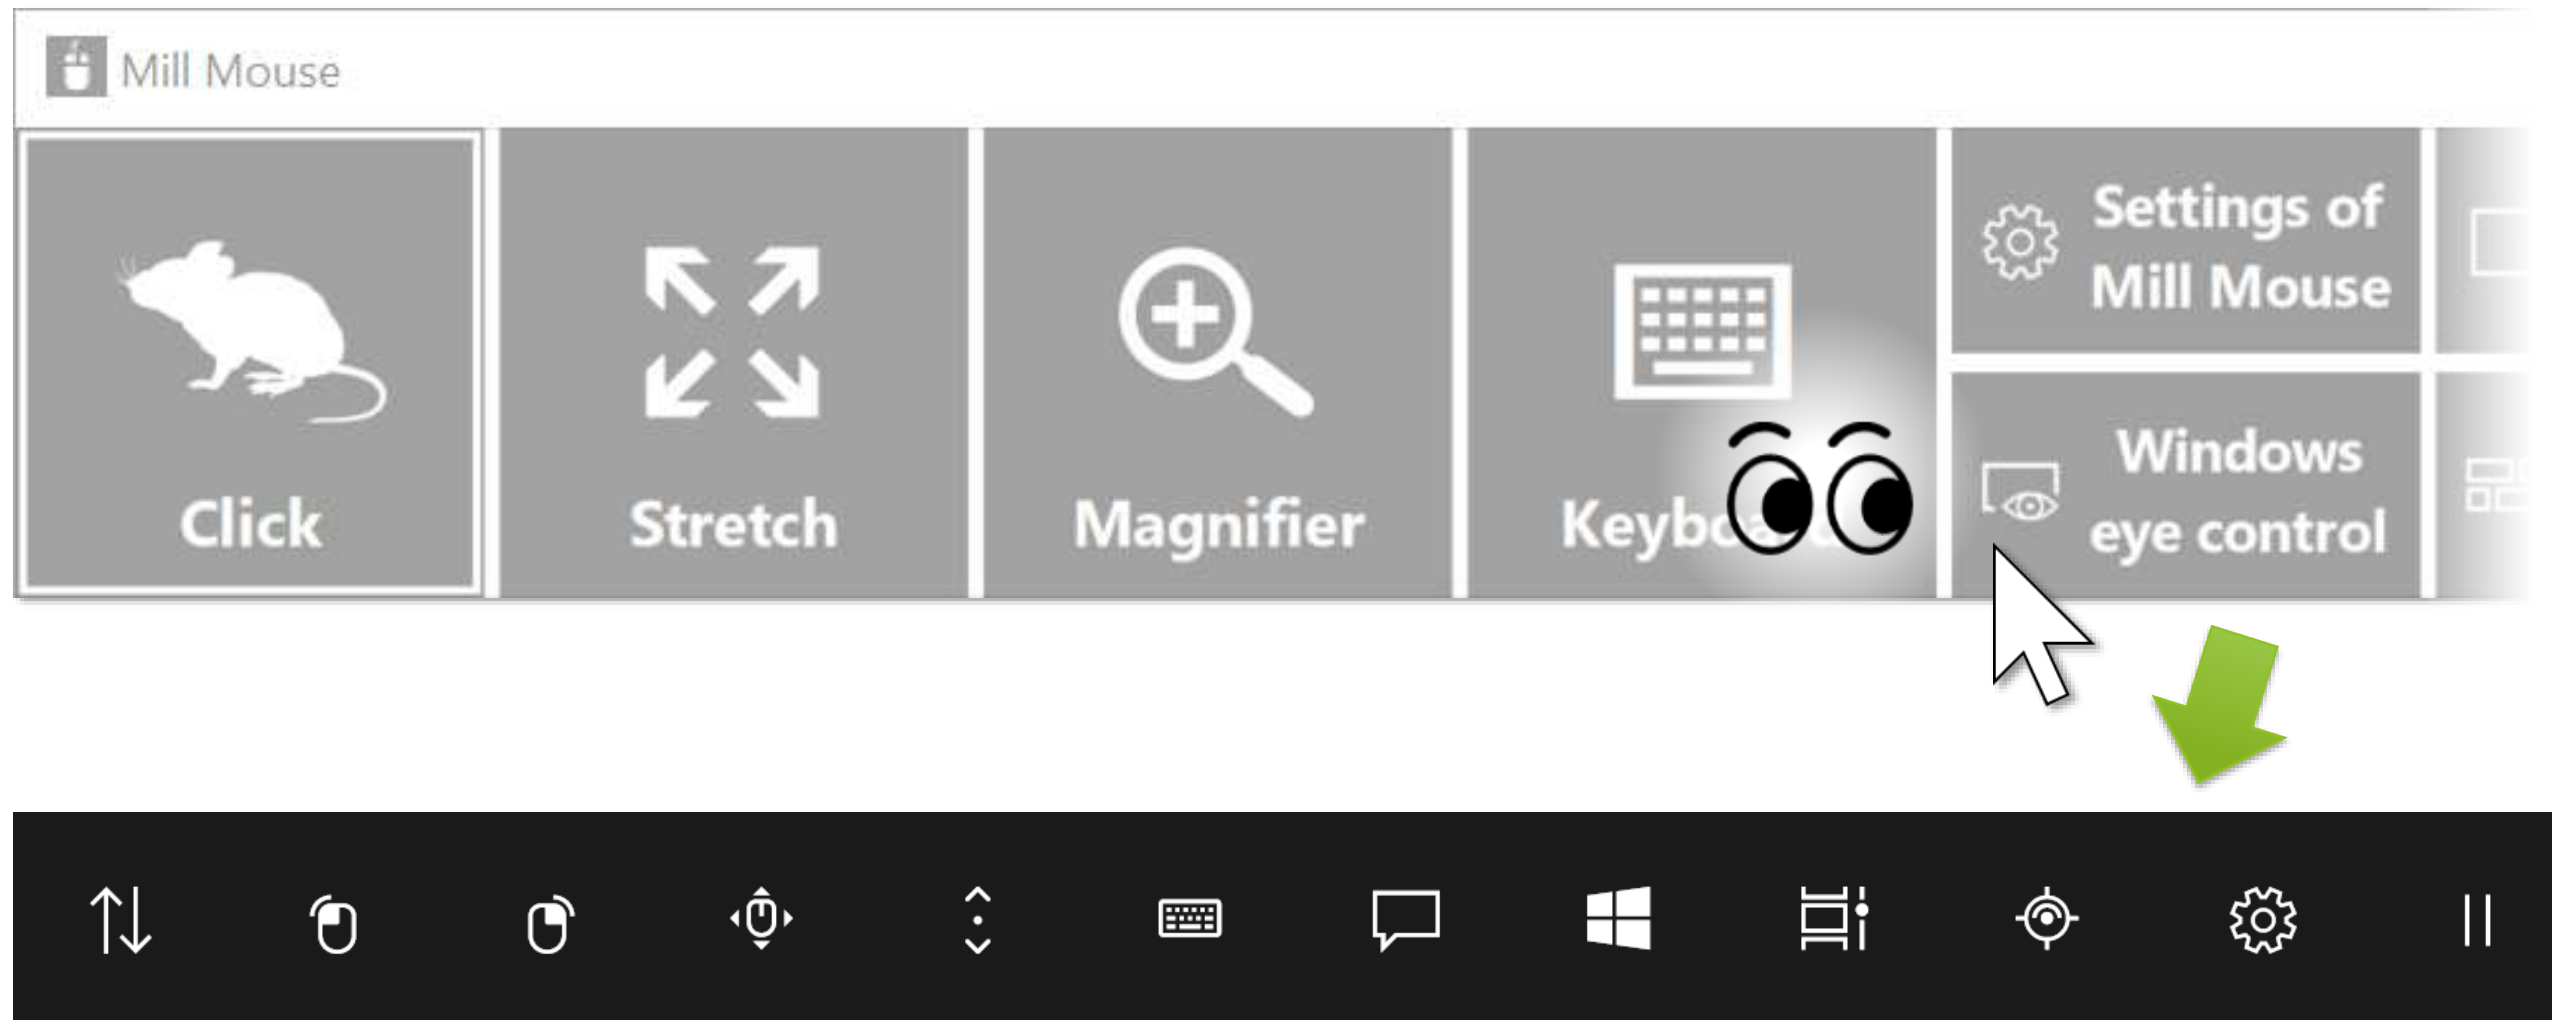 Mill Mouse
Click
Stretch
Magnifier
Settings of
Mill Mouse
Windows
eye control